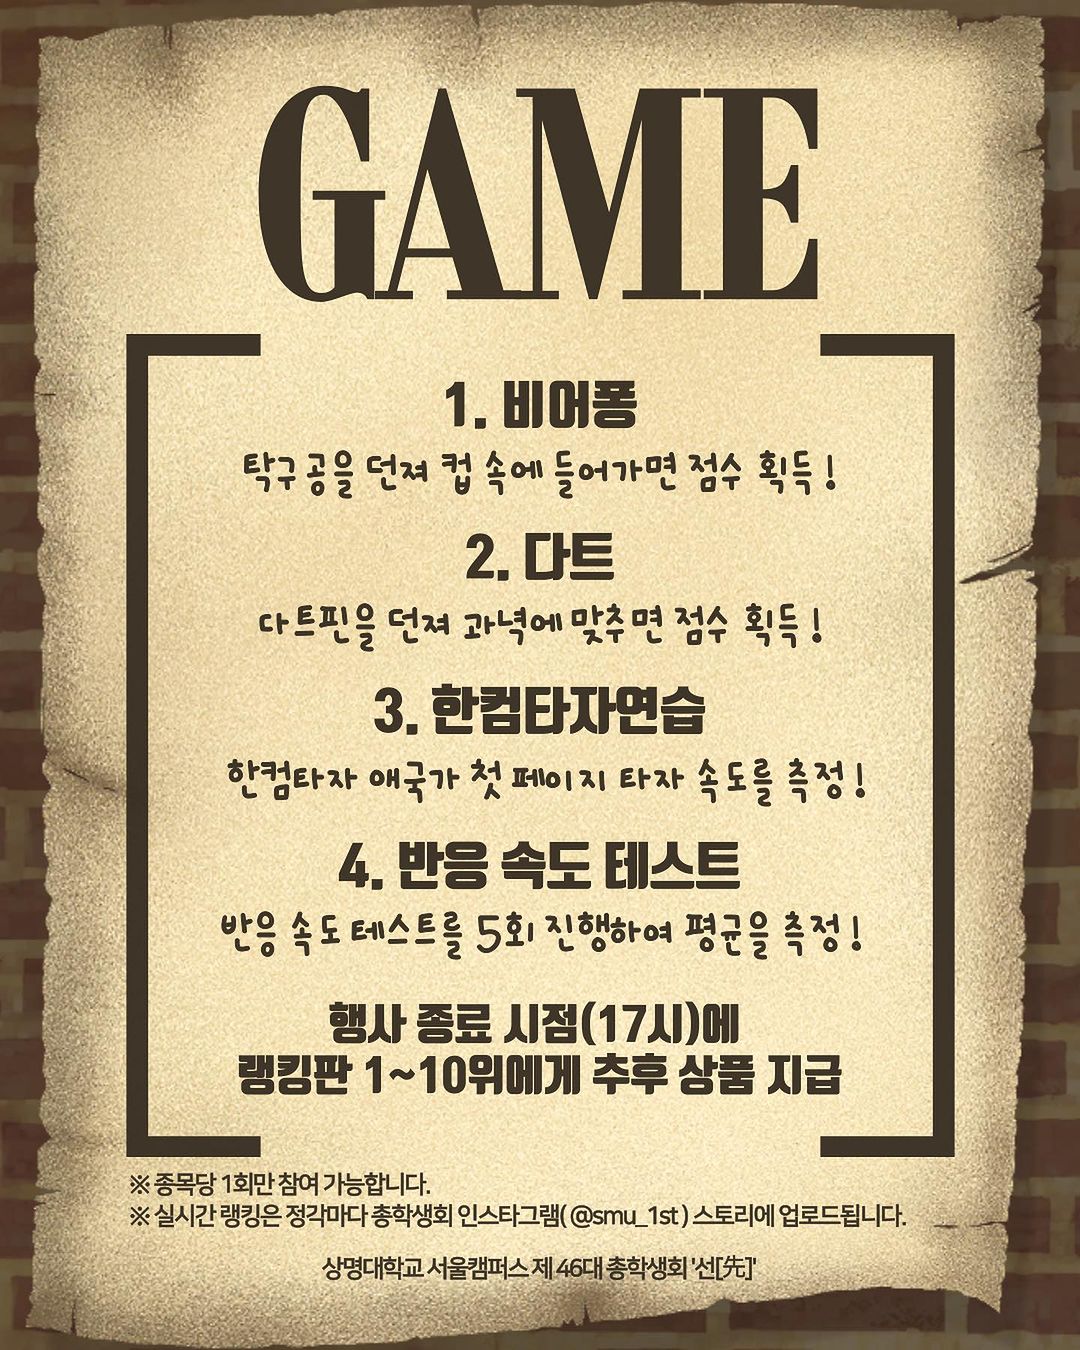 GAME
1. 비어퐁
탁구공을 던져 컵 속에 들어가면 점수 획득!
2. 다트
다트핀을 던져 과녁에 맞추면 점수 획득!
3. 한컴타자연습
한컴타자 애국가 첫 페이지 타자 속도를 측정!
4. 반응 속도 테스트
반응 속도 테스트를 5회 진행하여 평균을 측정!
행사 종료 시점(17시)에
랭킹판 1~10위에게 추후 상품 지급
※ 종목당 1회만 참여 가능합니다.
※ 실시간 랭킹은 정각마다 총학생회 인스타그램( @smu_1st ) 스토리에 업로드됩니다.
상명대학교 서울캠퍼스 제 46대 총학생회 '선[先]'